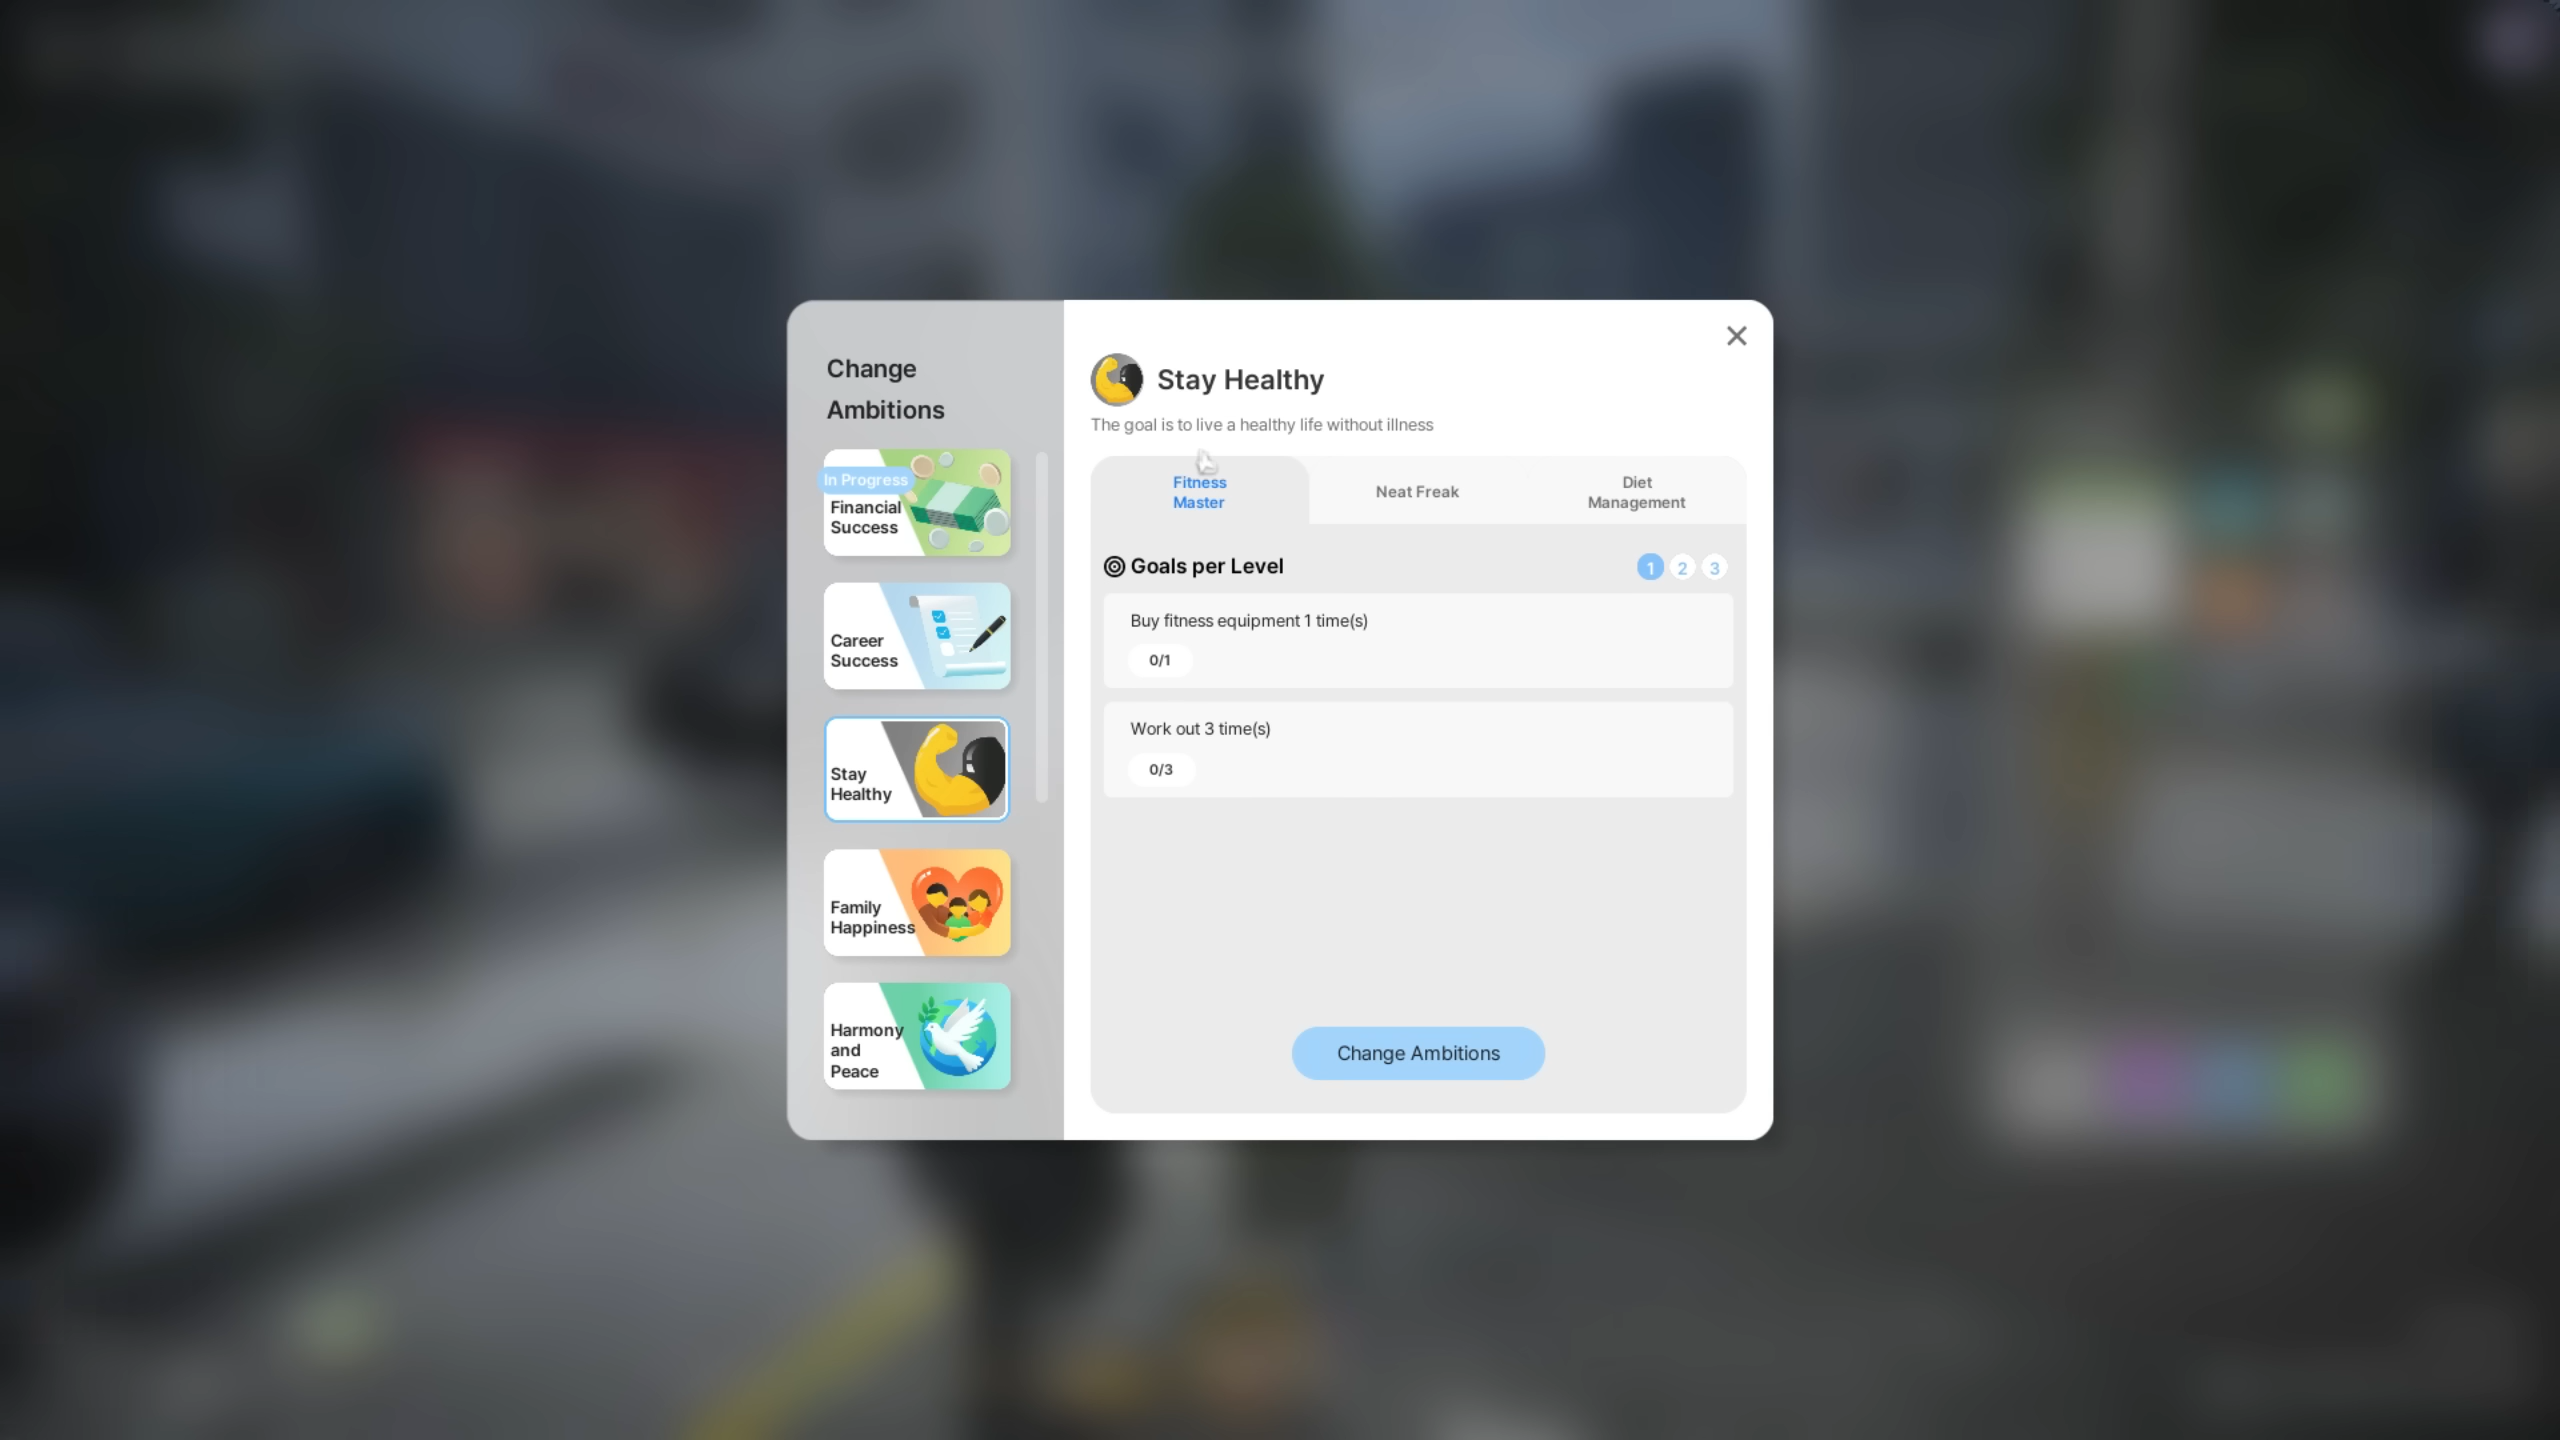 Change
Ambitions
In Progress
Financial
Success
Career
Success
Stay
Healthy
Family
Happiness
Harmony
and
Peace
Stay Healthy
The goal is to live a healthy life without illness
Fitness
Master
Neat Freak
Diet
Management
Goals per Level
1 2 3
Buy fitness equipment 1 time(s)
0/1
Work out 3 time(s)
0/3
Change Ambitions